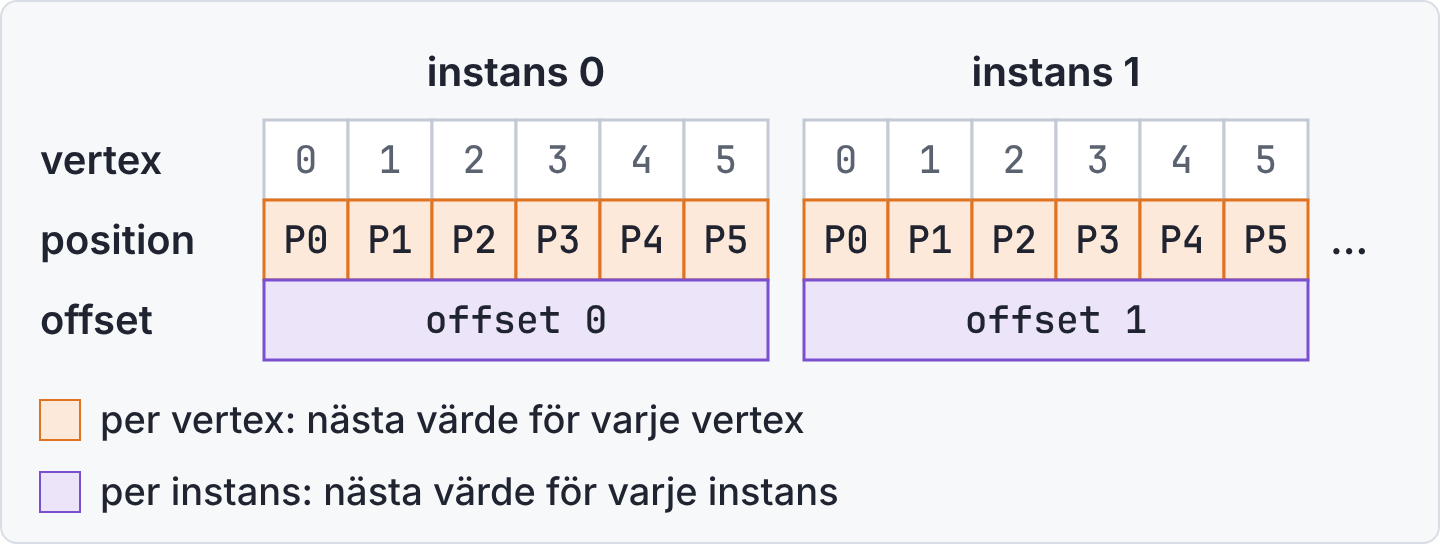 instans 0 instans 1
vertex 0 1 2 3 4 5 0 1 2 3 4 5
position P0 P1 P2 P3 P4 P5 P0 P1 P2 P3 P4 P5 ...
offset offset 0 offset 1
per vertex: nästa värde för varje vertex
per instans: nästa värde för varje instans